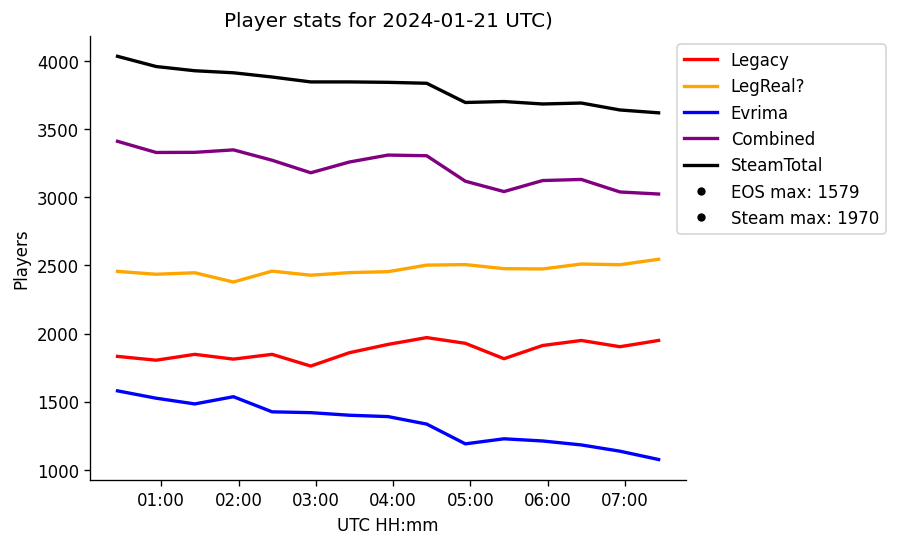 Player stats for 2024-01-21 UTC)
4000
3500
3000
2500
2000
1500
1000
Players
01:00 02:00 03:00 04:00 05:00 06:00 07:00
UTC HH:mm
Legacy
LegReal?
Evrima
Combined
SteamTotal
EOS max: 1579
Steam max: 1970